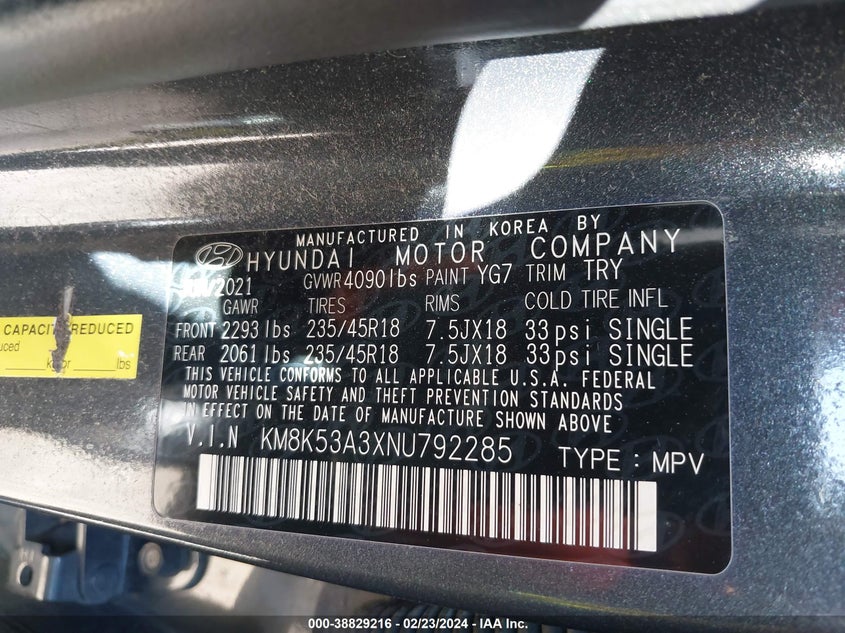 MANUFACTURED IN KOREA BY
HYUNDAI MOTOR COMPANY
/2021 GVWR 4090lbs PAINT YG7 TRIM TRY
GAWR TIRES RIMS COLD TIRE INFL
FRONT 2293 lbs 235/45R18 7.5JX18 33psi SINGLE
REAR 2061 lbs 235/45R18 7.5JX18 33psi SINGLE
THIS VEHICLE CONFORMS TO ALL APPLICABLE U.S.A. FEDERAL
MOTOR VEHICLE SAFETY AND THEFT PREVENTION STANDARDS
IN EFFECT ON THE DATE OF MANUFACTURE SHOWN ABOVE
V.I.N KM8K53A3XNU792285 TYPE : MPV
CAPACITY REDUCED
lbs
000-38829216 - 02/23/2024 - IAA Inc.